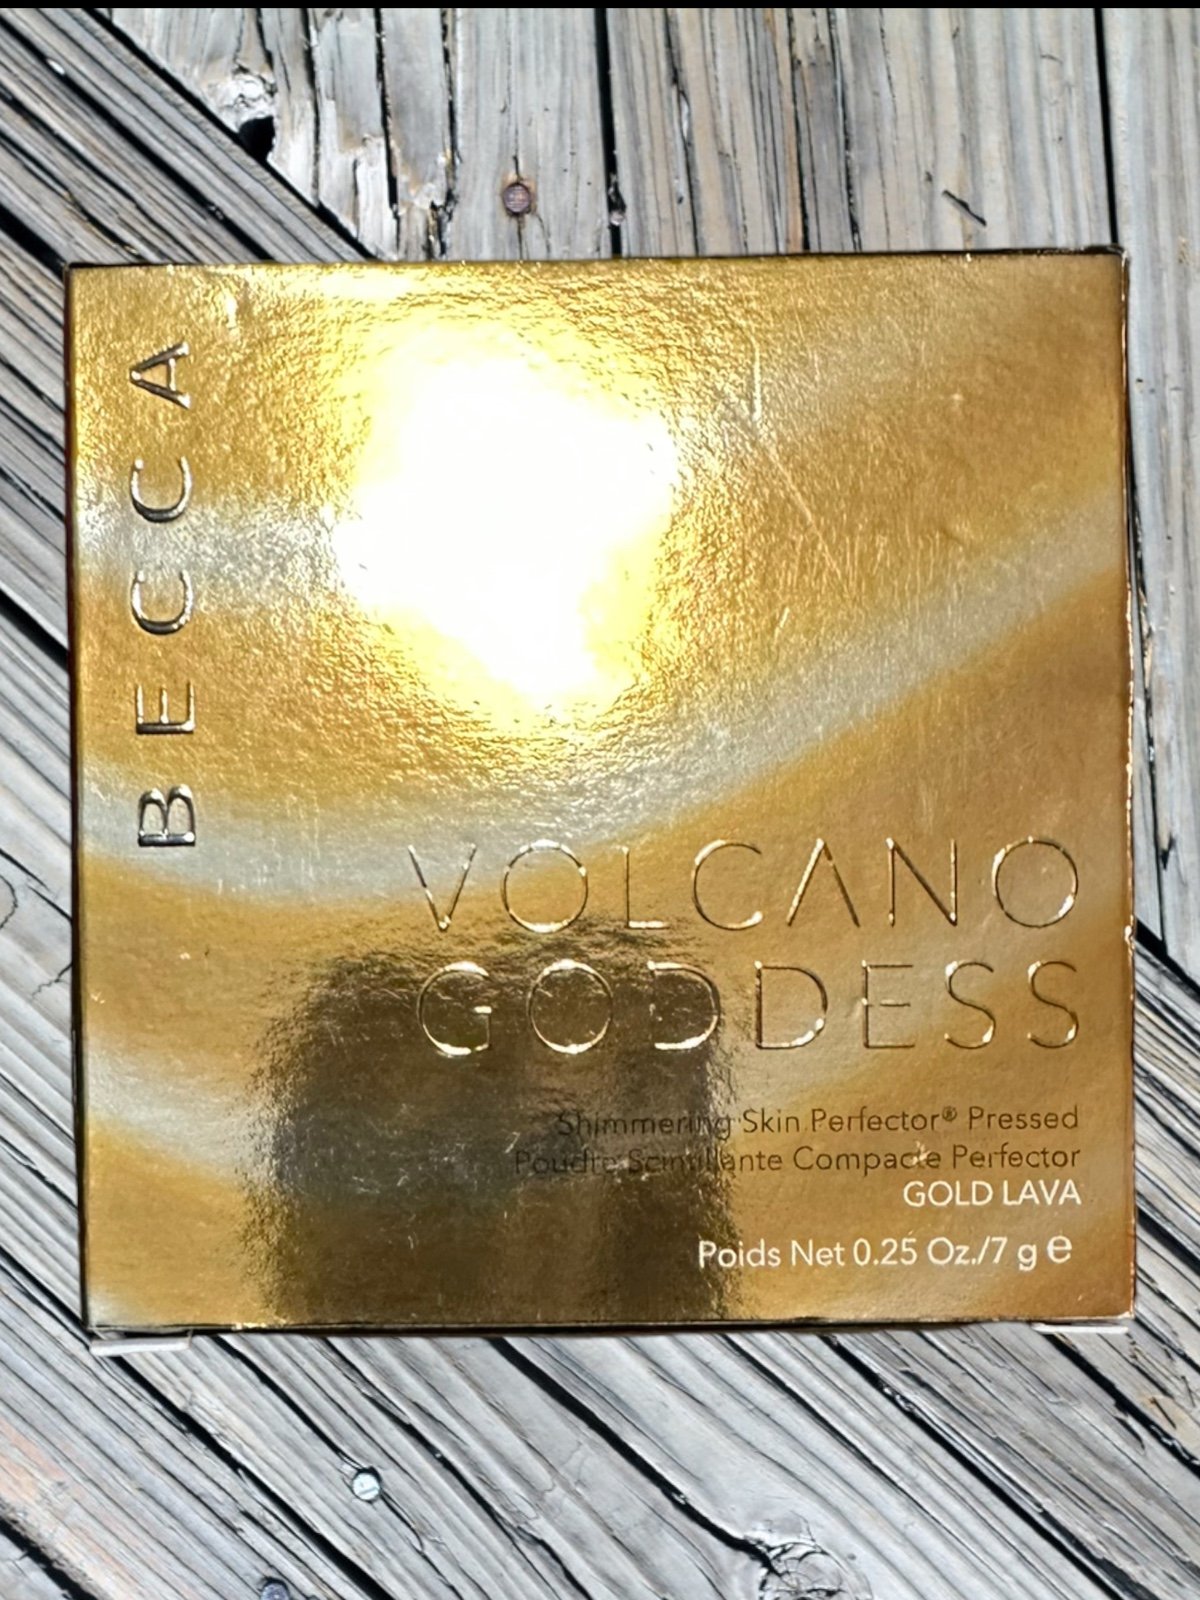 BECCA
VOLCANO
GODDESS
Shimmering Skin Perfector® Pressed
Poudre Scintillante Compacte Perfector
GOLD LAVA
Poids Net 0.25 Oz./7 g ℮